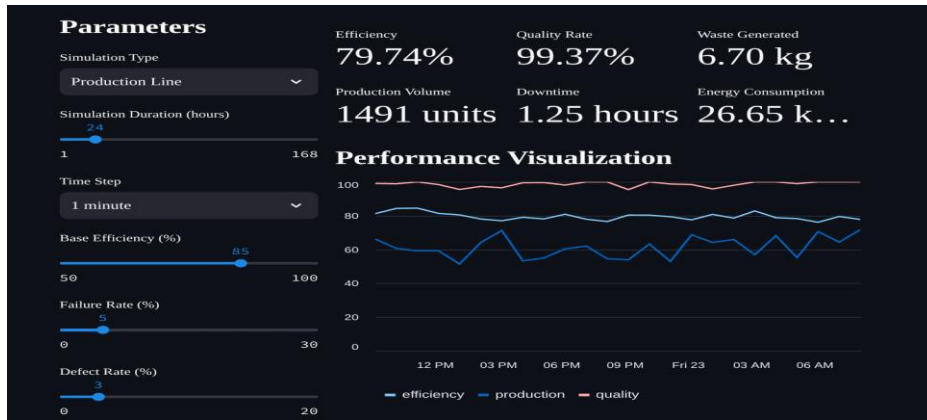 Parameters
Simulation Type
Production Line
Simulation Duration (hours)
24
1 168
Time Step
1 minute
Base Efficiency (%)
85
50 100
Failure Rate (%)
5
0 30
Defect Rate (%)
3
0 20
Efficiency Quality Rate Waste Generated
79.74% 99.37% 6.70 kg
Production Volume Downtime Energy Consumption
1491 units 1.25 hours 26.65 k...
Performance Visualization
100
80
60
40
20
0
12 PM 03 PM 06 PM 09 PM Fri 23 03 AM 06 AM
efficiency production quality